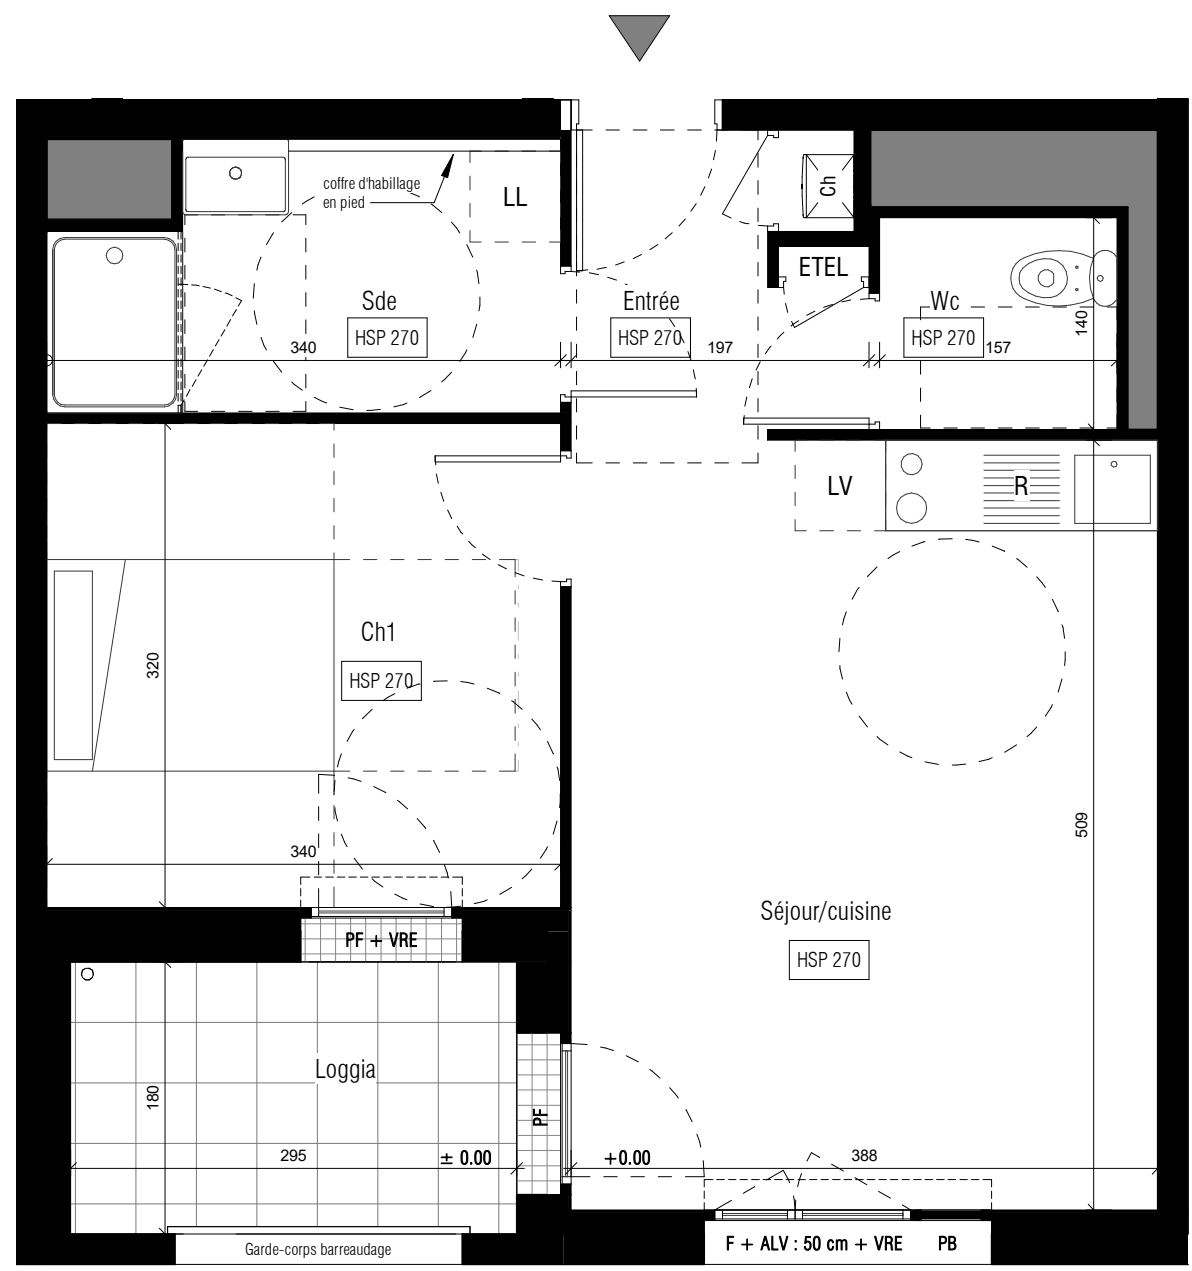 coffre d'habillage
en pied
LL
Ch
ETEL
Sde
HSP 270
Entrée
HSP 270
Wc
HSP 270
340
197
157
140
LV
R
Ch1
HSP 270
320
340
509
Séjour/cuisine
HSP 270
PF + VRE
Loggia
180
PF
295
± 0.00
+0.00
388
Garde-corps barreaudage
F + ALV : 50 cm + VRE
PB